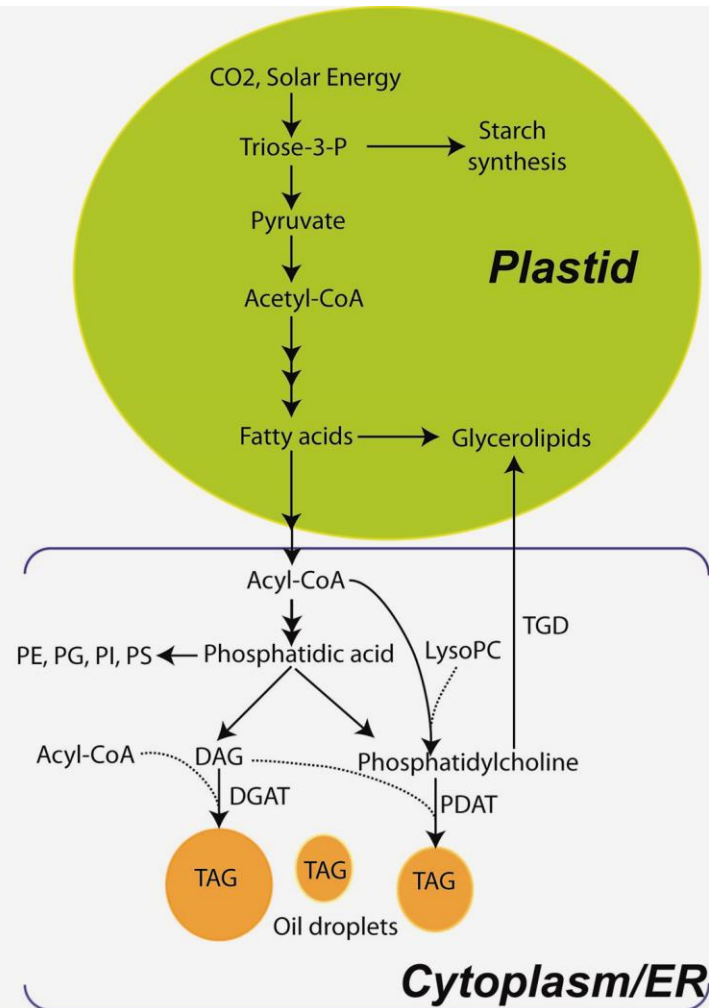 CO2, Solar Energy
Triose-3-P
Starch
synthesis
Pyruvate
Plastid
Acetyl-CoA
Fatty acids
Glycerolipids
Acyl-CoA
TGD
LysoPC
PE, PG, PI, PS
Phosphatidic acid
Acyl-CoA
DAG
Phosphatidylcholine
DGAT
PDAT
TAG
TAG
TAG
Oil droplets
Cytoplasm/ER